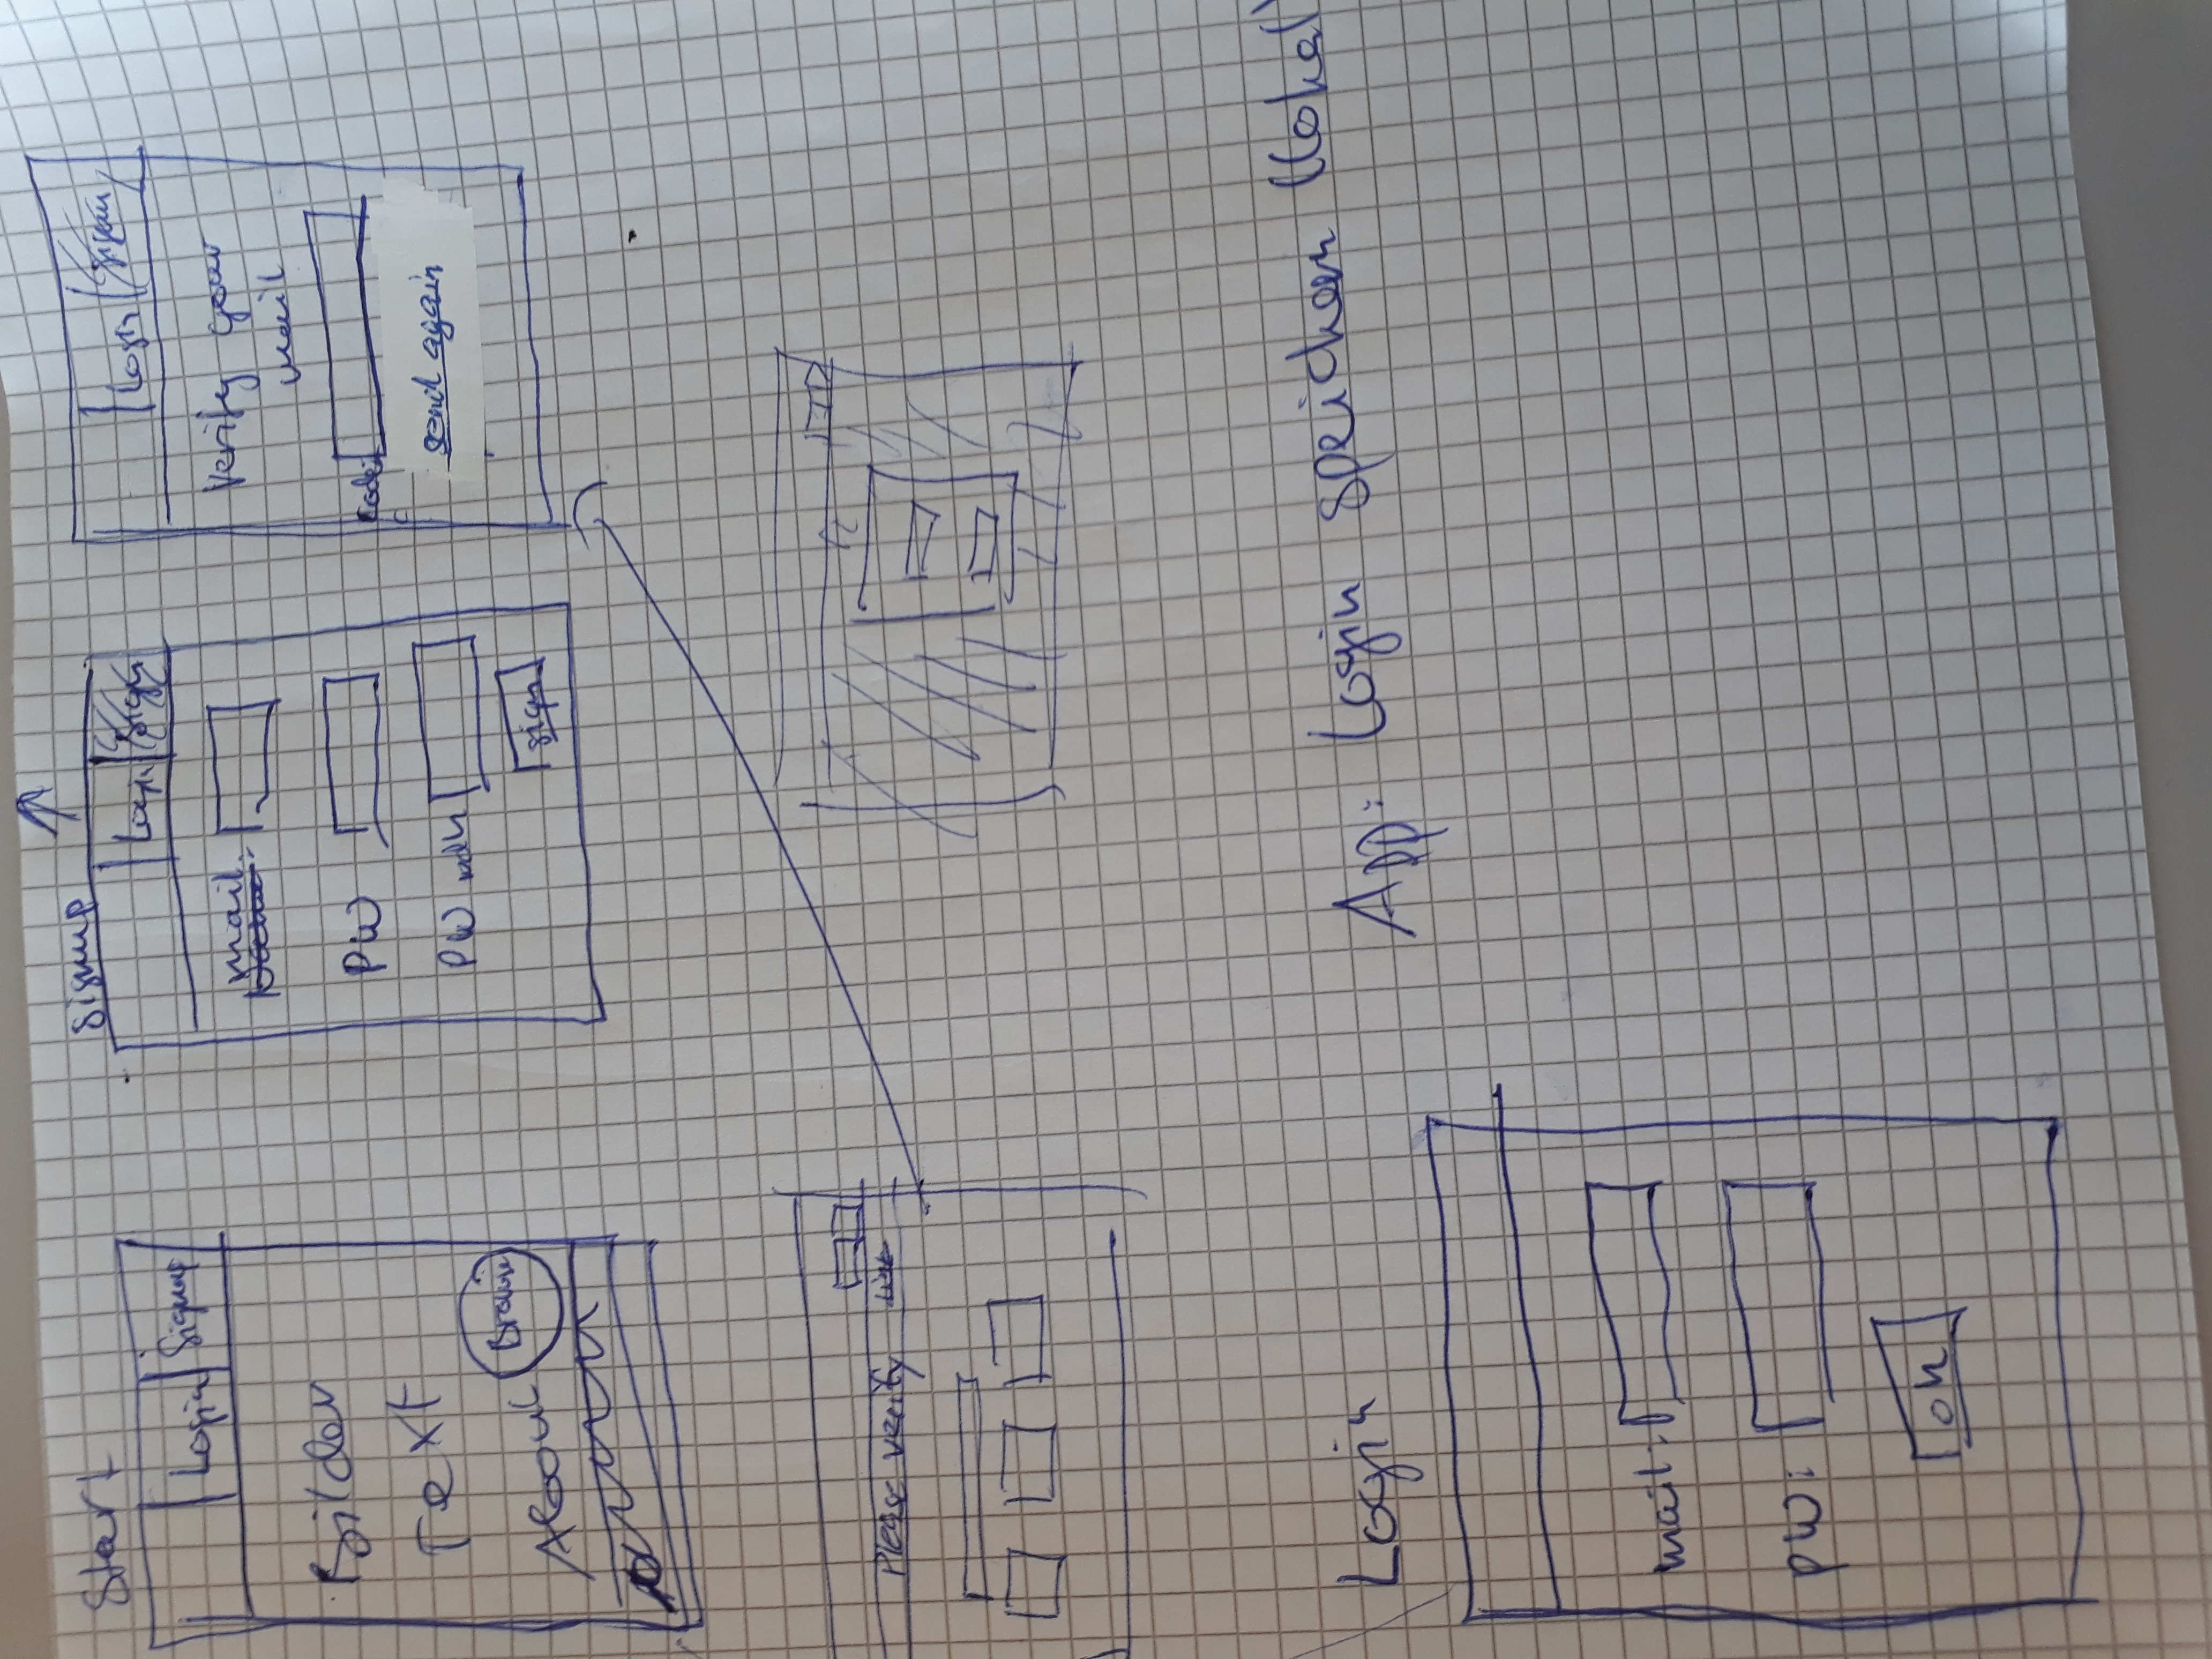 Start
Login Signup
Bilder
Text
About
signup
Login Sign
mail
PW
PW wdh
sign
Login Signup
Verify your
mail
Code:
send again
Please verify
Login
mail:
PW:
OK
App: Login speichern (lokal)